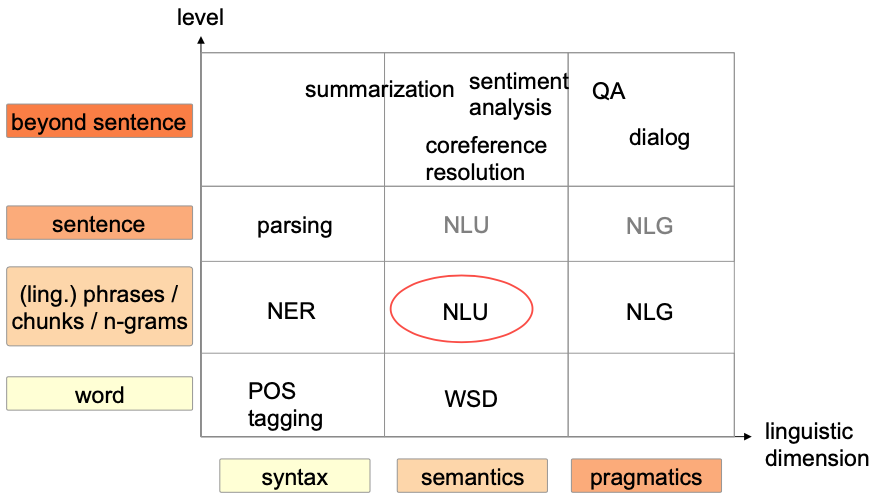 level
beyond sentence
summarization
sentiment
analysis
QA
coreference
resolution
dialog
sentence
parsing
NLU
NLG
(ling.) phrases /
chunks / n-grams
NER
NLU
NLG
word
POS
tagging
WSD
linguistic
dimension
syntax
semantics
pragmatics